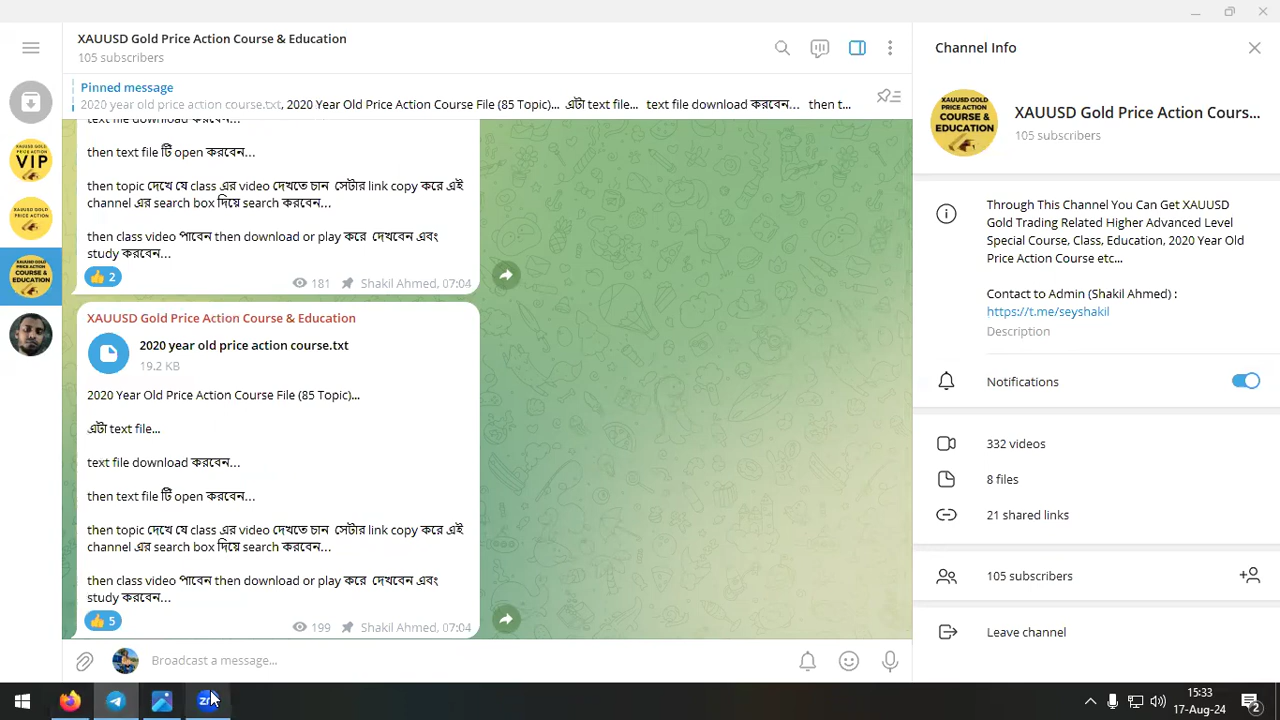 XAUUSD Gold Price Action Course & Education
105 subscribers
Pinned message
2020 year old price action course.txt, 2020 Year Old Price Action Course File (85 Topic)... এটা text file... text file download করবেন... then t...
then text file টি open করবেন...
then topic দেখে যে class এর video দেখতে চান সেটার link copy করে এই
channel এর search box দিয়ে search করবেন...
then class video পাবেন then download or play করে দেখবেন এবং
study করবেন...
2
181 Shakil Ahmed, 07:04
XAUUSD Gold Price Action Course & Education
2020 year old price action course.txt
19.2 KB
2020 Year Old Price Action Course File (85 Topic)...
এটা text file...
text file download করবেন...
then text file টি open করবেন...
then topic দেখে যে class এর video দেখতে চান সেটার link copy করে এই
channel এর search box দিয়ে search করবেন...
then class video পাবেন then download or play করে দেখবেন এবং
study করবেন...
5
199 Shakil Ahmed, 07:04
Broadcast a message...
Channel Info
XAUUSD GOLD
PRICE ACTION
COURSE &
EDUCATION
XAUUSD Gold Price Action Cours...
105 subscribers
Through This Channel You Can Get XAUUSD
Gold Trading Related Higher Advanced Level
Special Course, Class, Education, 2020 Year Old
Price Action Course etc...
Contact to Admin (Shakil Ahmed) :
https://t.me/seyshakil
Description
Notifications
332 videos
8 files
21 shared links
105 subscribers
Leave channel
VIP
15:33
17-Aug-24
2